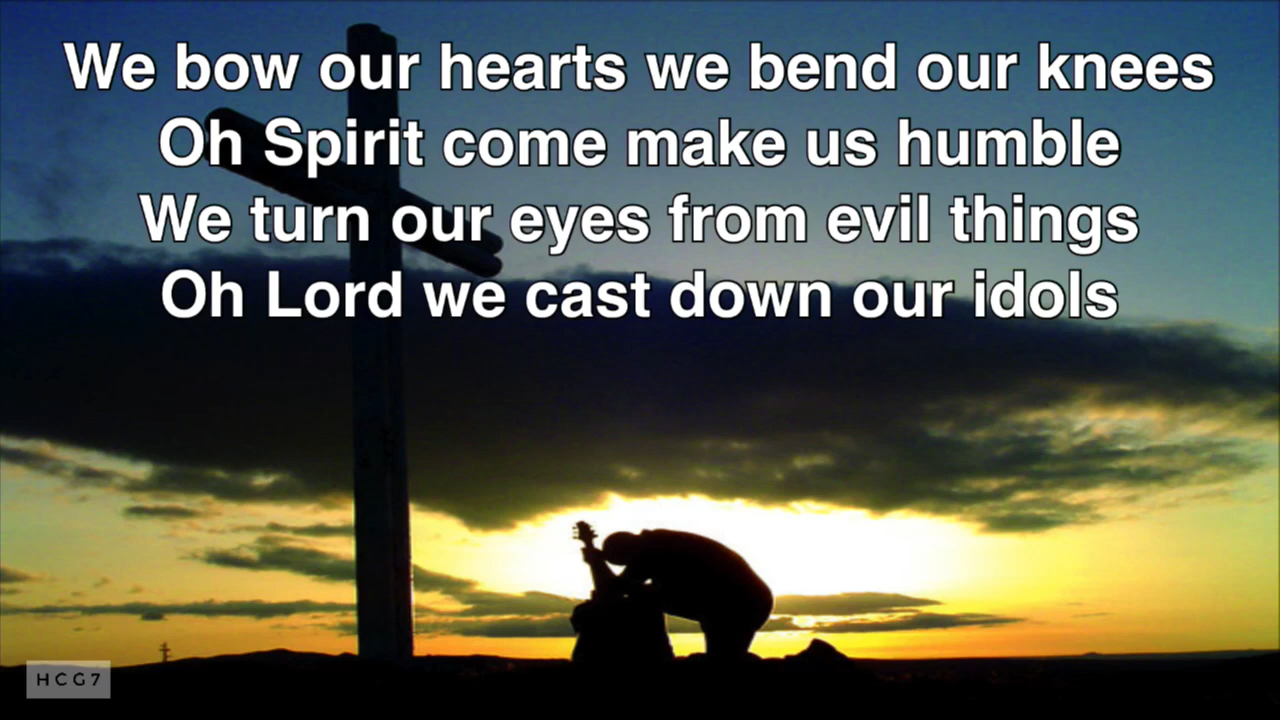 We bow our hearts we bend our knees
Oh Spirit come make us humble
We turn our eyes from evil things
Oh Lord we cast down our idols
HCG7